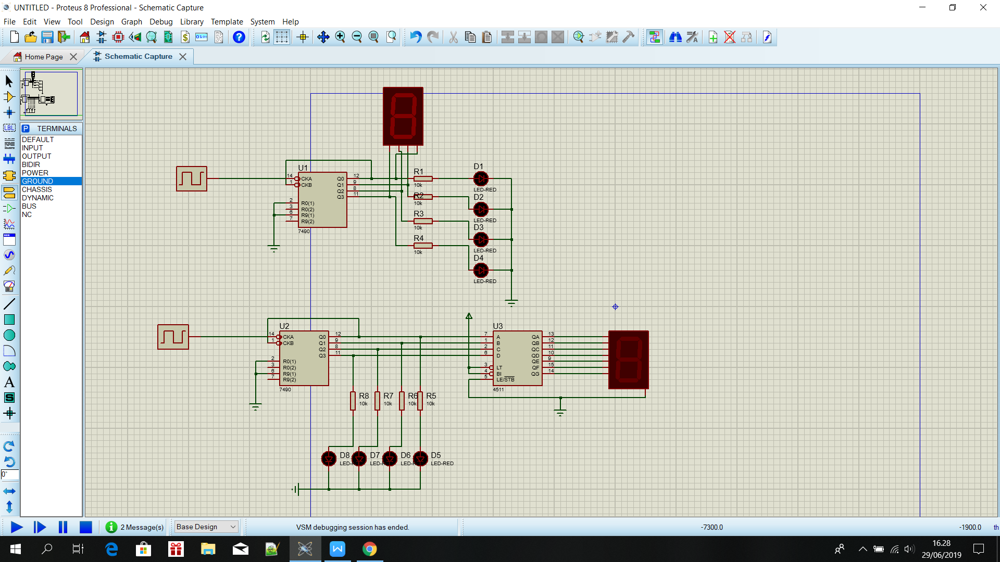 UNTITLED - Proteus 8 Professional - Schematic Capture
File Edit View Tool Design Graph Debug Library Template System Help
Home Page
Schematic Capture
LBL
P TERMINALS
DEFAULT
INPUT
OUTPUT
BIDIR
POWER
GROUND
CHASSIS
DYNAMIC
BUS
NC
A
S
0°
U1
14 CKA Q0 12
1 CKB Q1 9
Q2 8
Q3 11
2 R0(1)
3 R0(2)
6 R9(1)
7 R9(2)
7490
R1
10k
R2
10k
R3
10k
R4
10k
D1
LED-RED
D2
LED-RED
D3
LED-RED
D4
LED-RED
U2
14 CKA Q0 12
1 CKB Q1 9
Q2 8
Q3 11
2 R0(1)
3 R0(2)
6 R9(1)
7 R9(2)
7490
U3
7 A QA 13
1 B QB 12
2 C QC 11
6 D QD 10
QE 9
3 LT QF 15
4 BI QG 14
5 LE/STB
4511
R8 R7 R6 R5
10k 10k 10k 10k
D8 D7 D6 D5
LED-R LED-R LED-R LED-RED
2 Message(s)
Base Design
VSM debugging session has ended.
-7300.0
-1900.0
th
16.28
29/06/2019